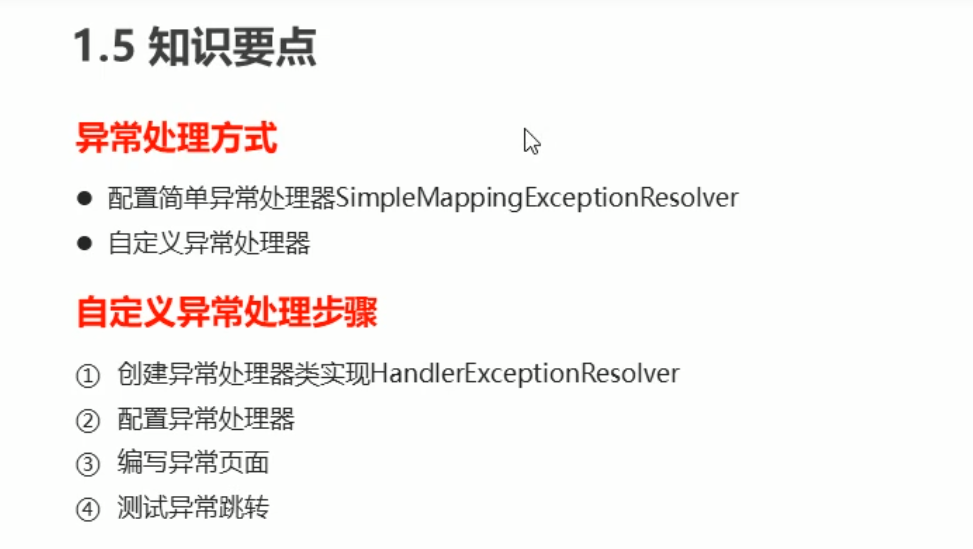 1.5 知识要点
异常处理方式
● 配置简单异常处理器SimpleMappingExceptionResolver
● 自定义异常处理器
自定义异常处理步骤
① 创建异常处理器类实现HandlerExceptionResolver
② 配置异常处理器
③ 编写异常页面
④ 测试异常跳转